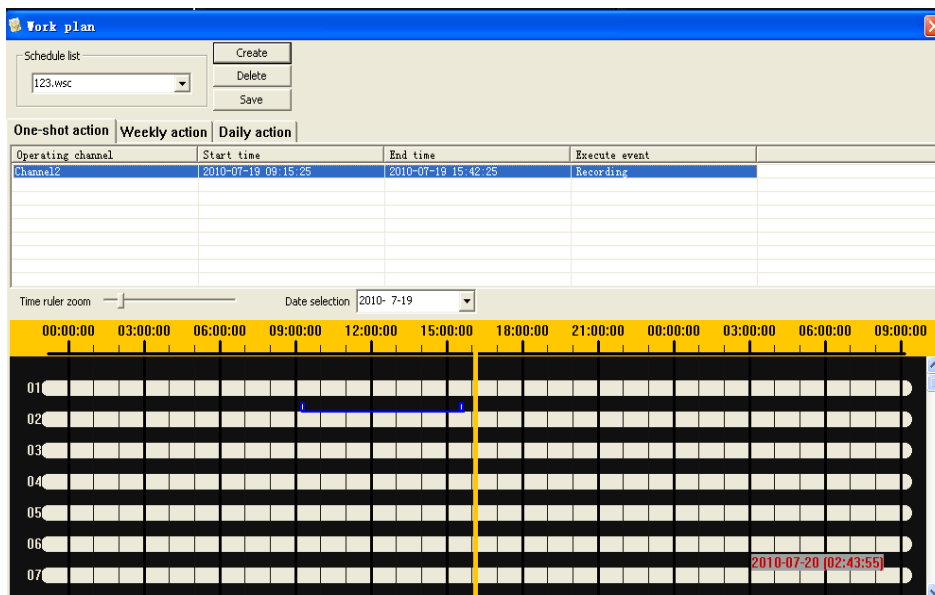 Work plan
Schedule list
123.wsc
Create
Delete
Save
One-shot action Weekly action Daily action
Operating channel Start time End time Execute event
Channel2 2010-07-19 09:15:25 2010-07-19 15:42:25 Recording
Time ruler zoom Date selection 2010- 7-19
00:00:00 03:00:00 06:00:00 09:00:00 12:00:00 15:00:00 18:00:00 21:00:00 00:00:00 03:00:00 06:00:00 09:00:00
01
02
03
04
05
06
2010-07-20 (02:43:55)
07